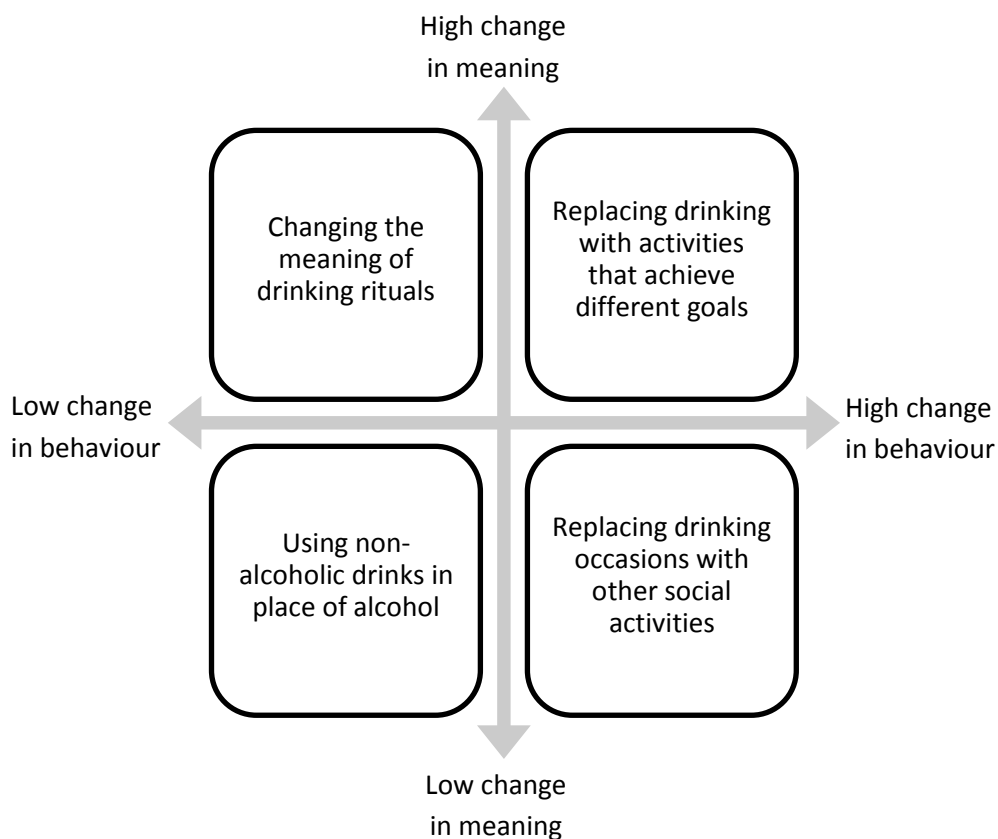 High change
in meaning
Changing the
meaning of
drinking rituals
Replacing drinking
with activities
that achieve
different goals
Low change
in behaviour
High change
in behaviour
Using non-
alcoholic drinks in
place of alcohol
Replacing drinking
occasions with
other social
activities
Low change
in meaning